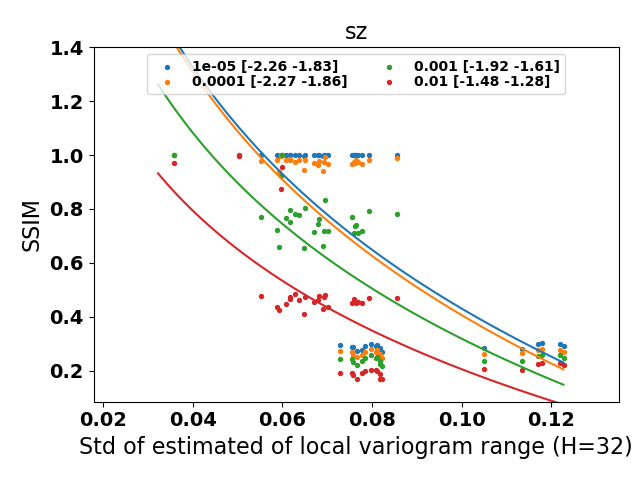 sz
1.4
1e-05 [-2.26 -1.83]
0.001 [-1.92 -1.61]
0.0001 [-2.27 -1.86]
0.01 [-1.48 -1.28]
1.2
1.0
0.8
0.6
0.4
0.2
SSIM
0.02 0.04 0.06 0.08 0.10 0.12
Std of estimated of local variogram range (H=32)